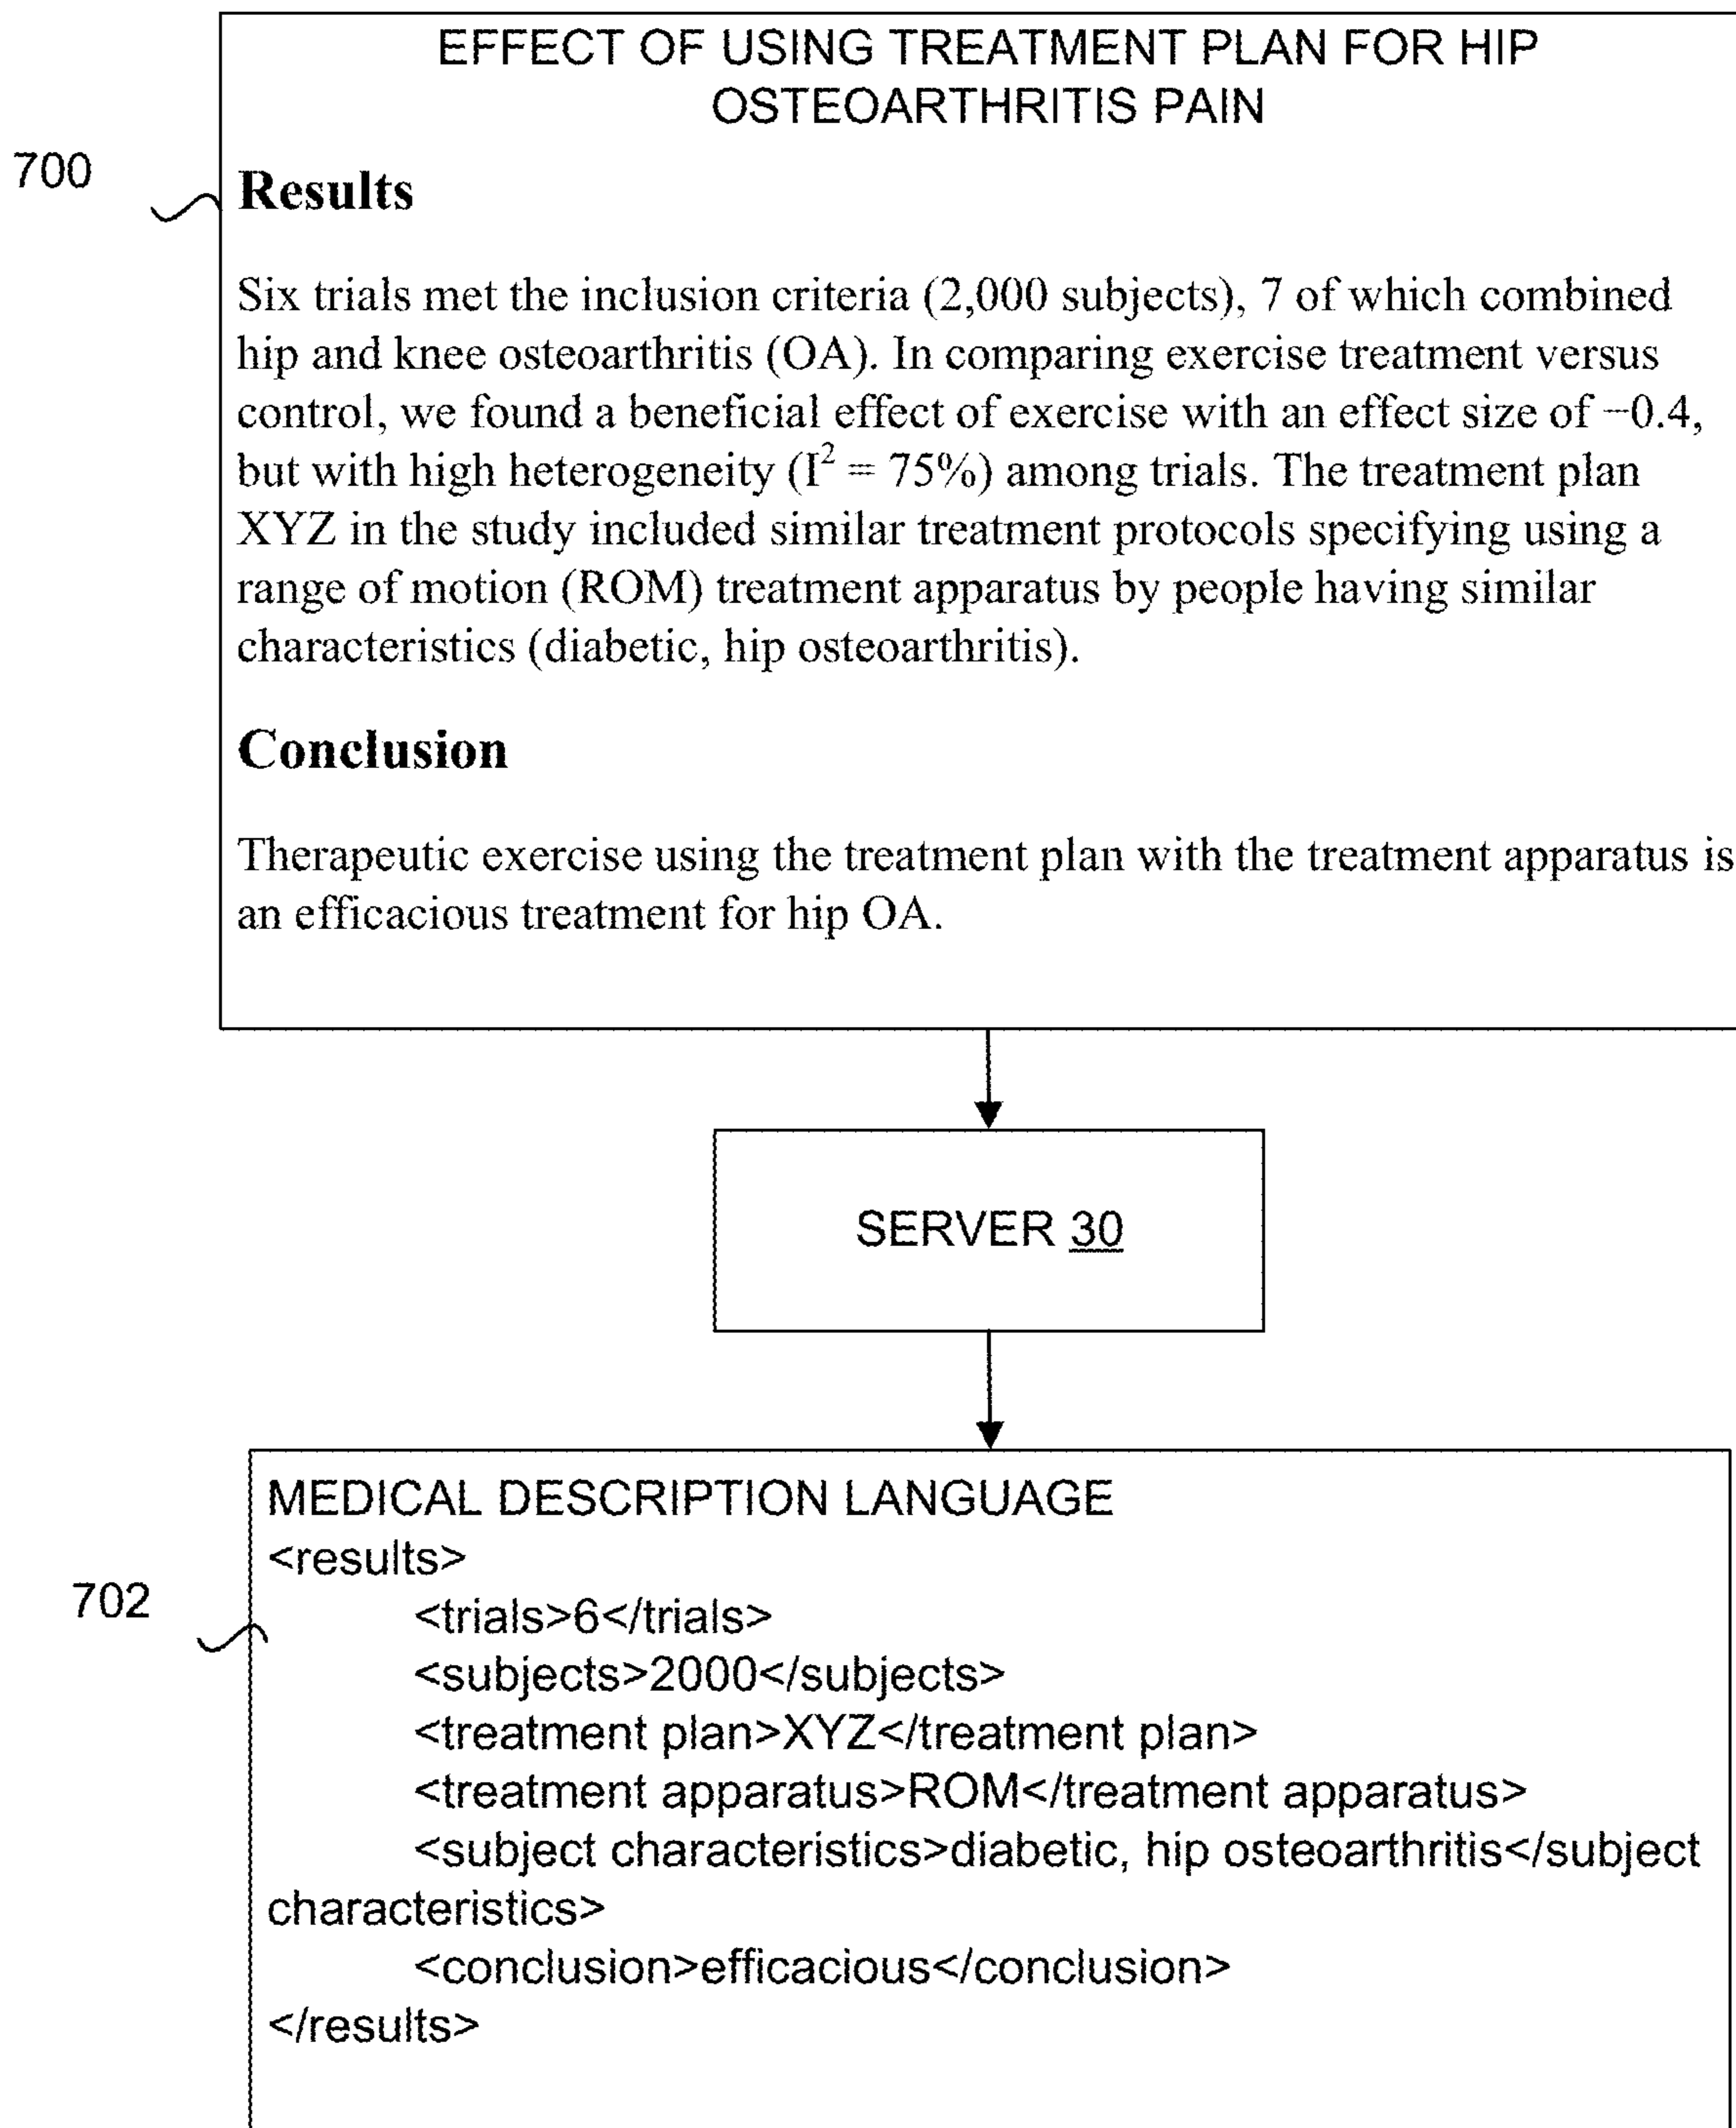 EFFECT OF USING TREATMENT PLAN FOR HIP
OSTEOARTHRITIS PAIN
700
Results
Six trials met the inclusion criteria (2,000 subjects), 7 of which combined
hip and knee osteoarthritis (OA). In comparing exercise treatment versus
control, we found a beneficial effect of exercise with an effect size of −0.4,
but with high heterogeneity (I² = 75%) among trials. The treatment plan
XYZ in the study included similar treatment protocols specifying using a
range of motion (ROM) treatment apparatus by people having similar
characteristics (diabetic, hip osteoarthritis).
Conclusion
Therapeutic exercise using the treatment plan with the treatment apparatus is
an efficacious treatment for hip OA.
SERVER 30
MEDICAL DESCRIPTION LANGUAGE
<results>
702
<trials>6</trials>
<subjects>2000</subjects>
<treatment plan>XYZ</treatment plan>
<treatment apparatus>ROM</treatment apparatus>
<subject characteristics>diabetic, hip osteoarthritis</subject
characteristics>
<conclusion>efficacious</conclusion>
</results>